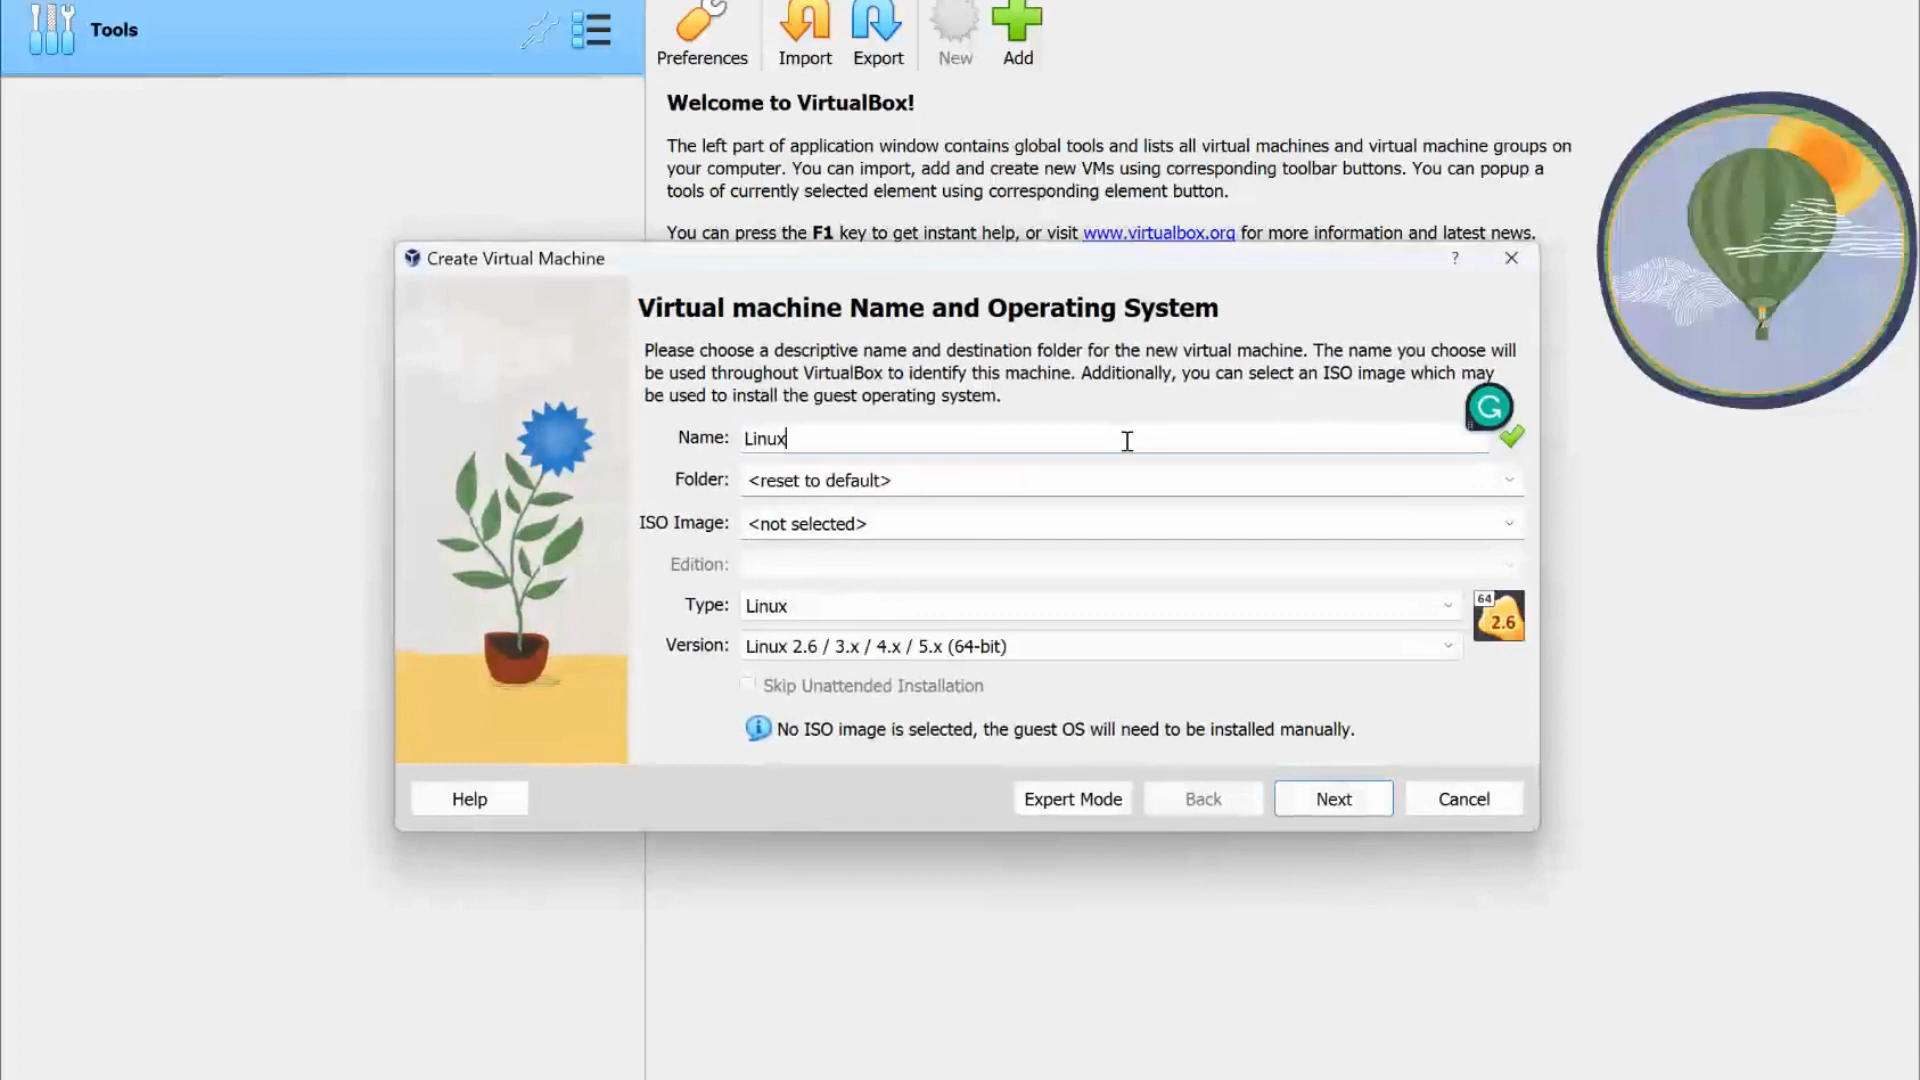 Tools
Preferences
Import
Export
New
Add
Welcome to VirtualBox!
The left part of application window contains global tools and lists all virtual machines and virtual machine groups on
your computer. You can import, add and create new VMs using corresponding toolbar buttons. You can popup a
tools of currently selected element using corresponding element button.
You can press the F1 key to get instant help, or visit www.virtualbox.org for more information and latest news.
Create Virtual Machine
?
Virtual machine Name and Operating System
Please choose a descriptive name and destination folder for the new virtual machine. The name you choose will
be used throughout VirtualBox to identify this machine. Additionally, you can select an ISO image which may
be used to install the guest operating system.
Name: Linux
Folder: <reset to default>
ISO Image: <not selected>
Edition:
Type: Linux
64
2.6
Version: Linux 2.6 / 3.x / 4.x / 5.x (64-bit)
Skip Unattended Installation
No ISO image is selected, the guest OS will need to be installed manually.
Help
Expert Mode
Back
Next
Cancel